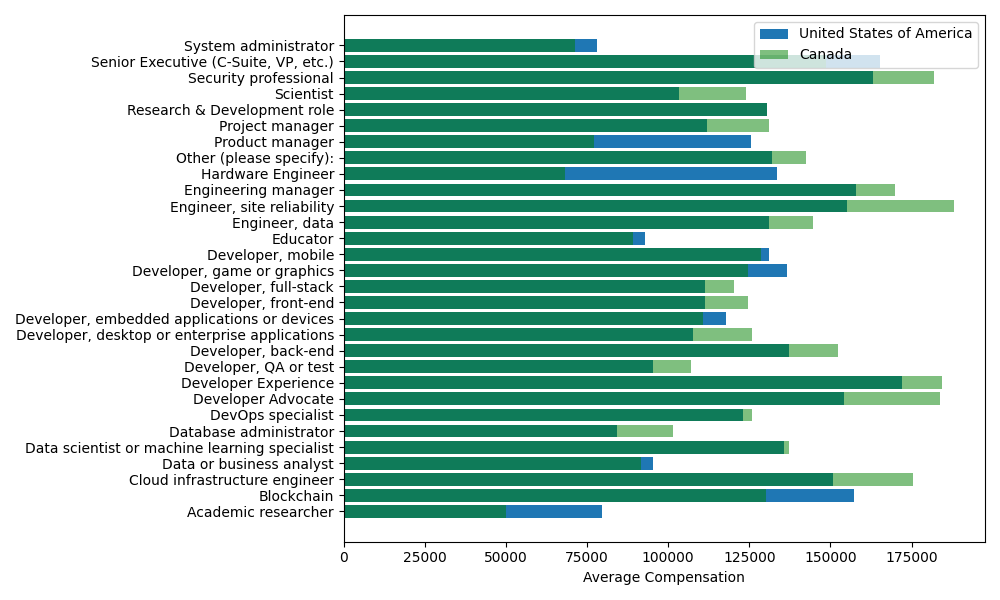 United States of America
Canada
System administrator
Senior Executive (C-Suite, VP, etc.)
Security professional
Scientist
Research & Development role
Project manager
Product manager
Other (please specify):
Hardware Engineer
Engineering manager
Engineer, site reliability
Engineer, data
Educator
Developer, mobile
Developer, game or graphics
Developer, full-stack
Developer, front-end
Developer, embedded applications or devices
Developer, desktop or enterprise applications
Developer, back-end
Developer, QA or test
Developer Experience
Developer Advocate
DevOps specialist
Database administrator
Data scientist or machine learning specialist
Data or business analyst
Cloud infrastructure engineer
Blockchain
Academic researcher
0 25000 50000 75000 100000 125000 150000 175000
Average Compensation